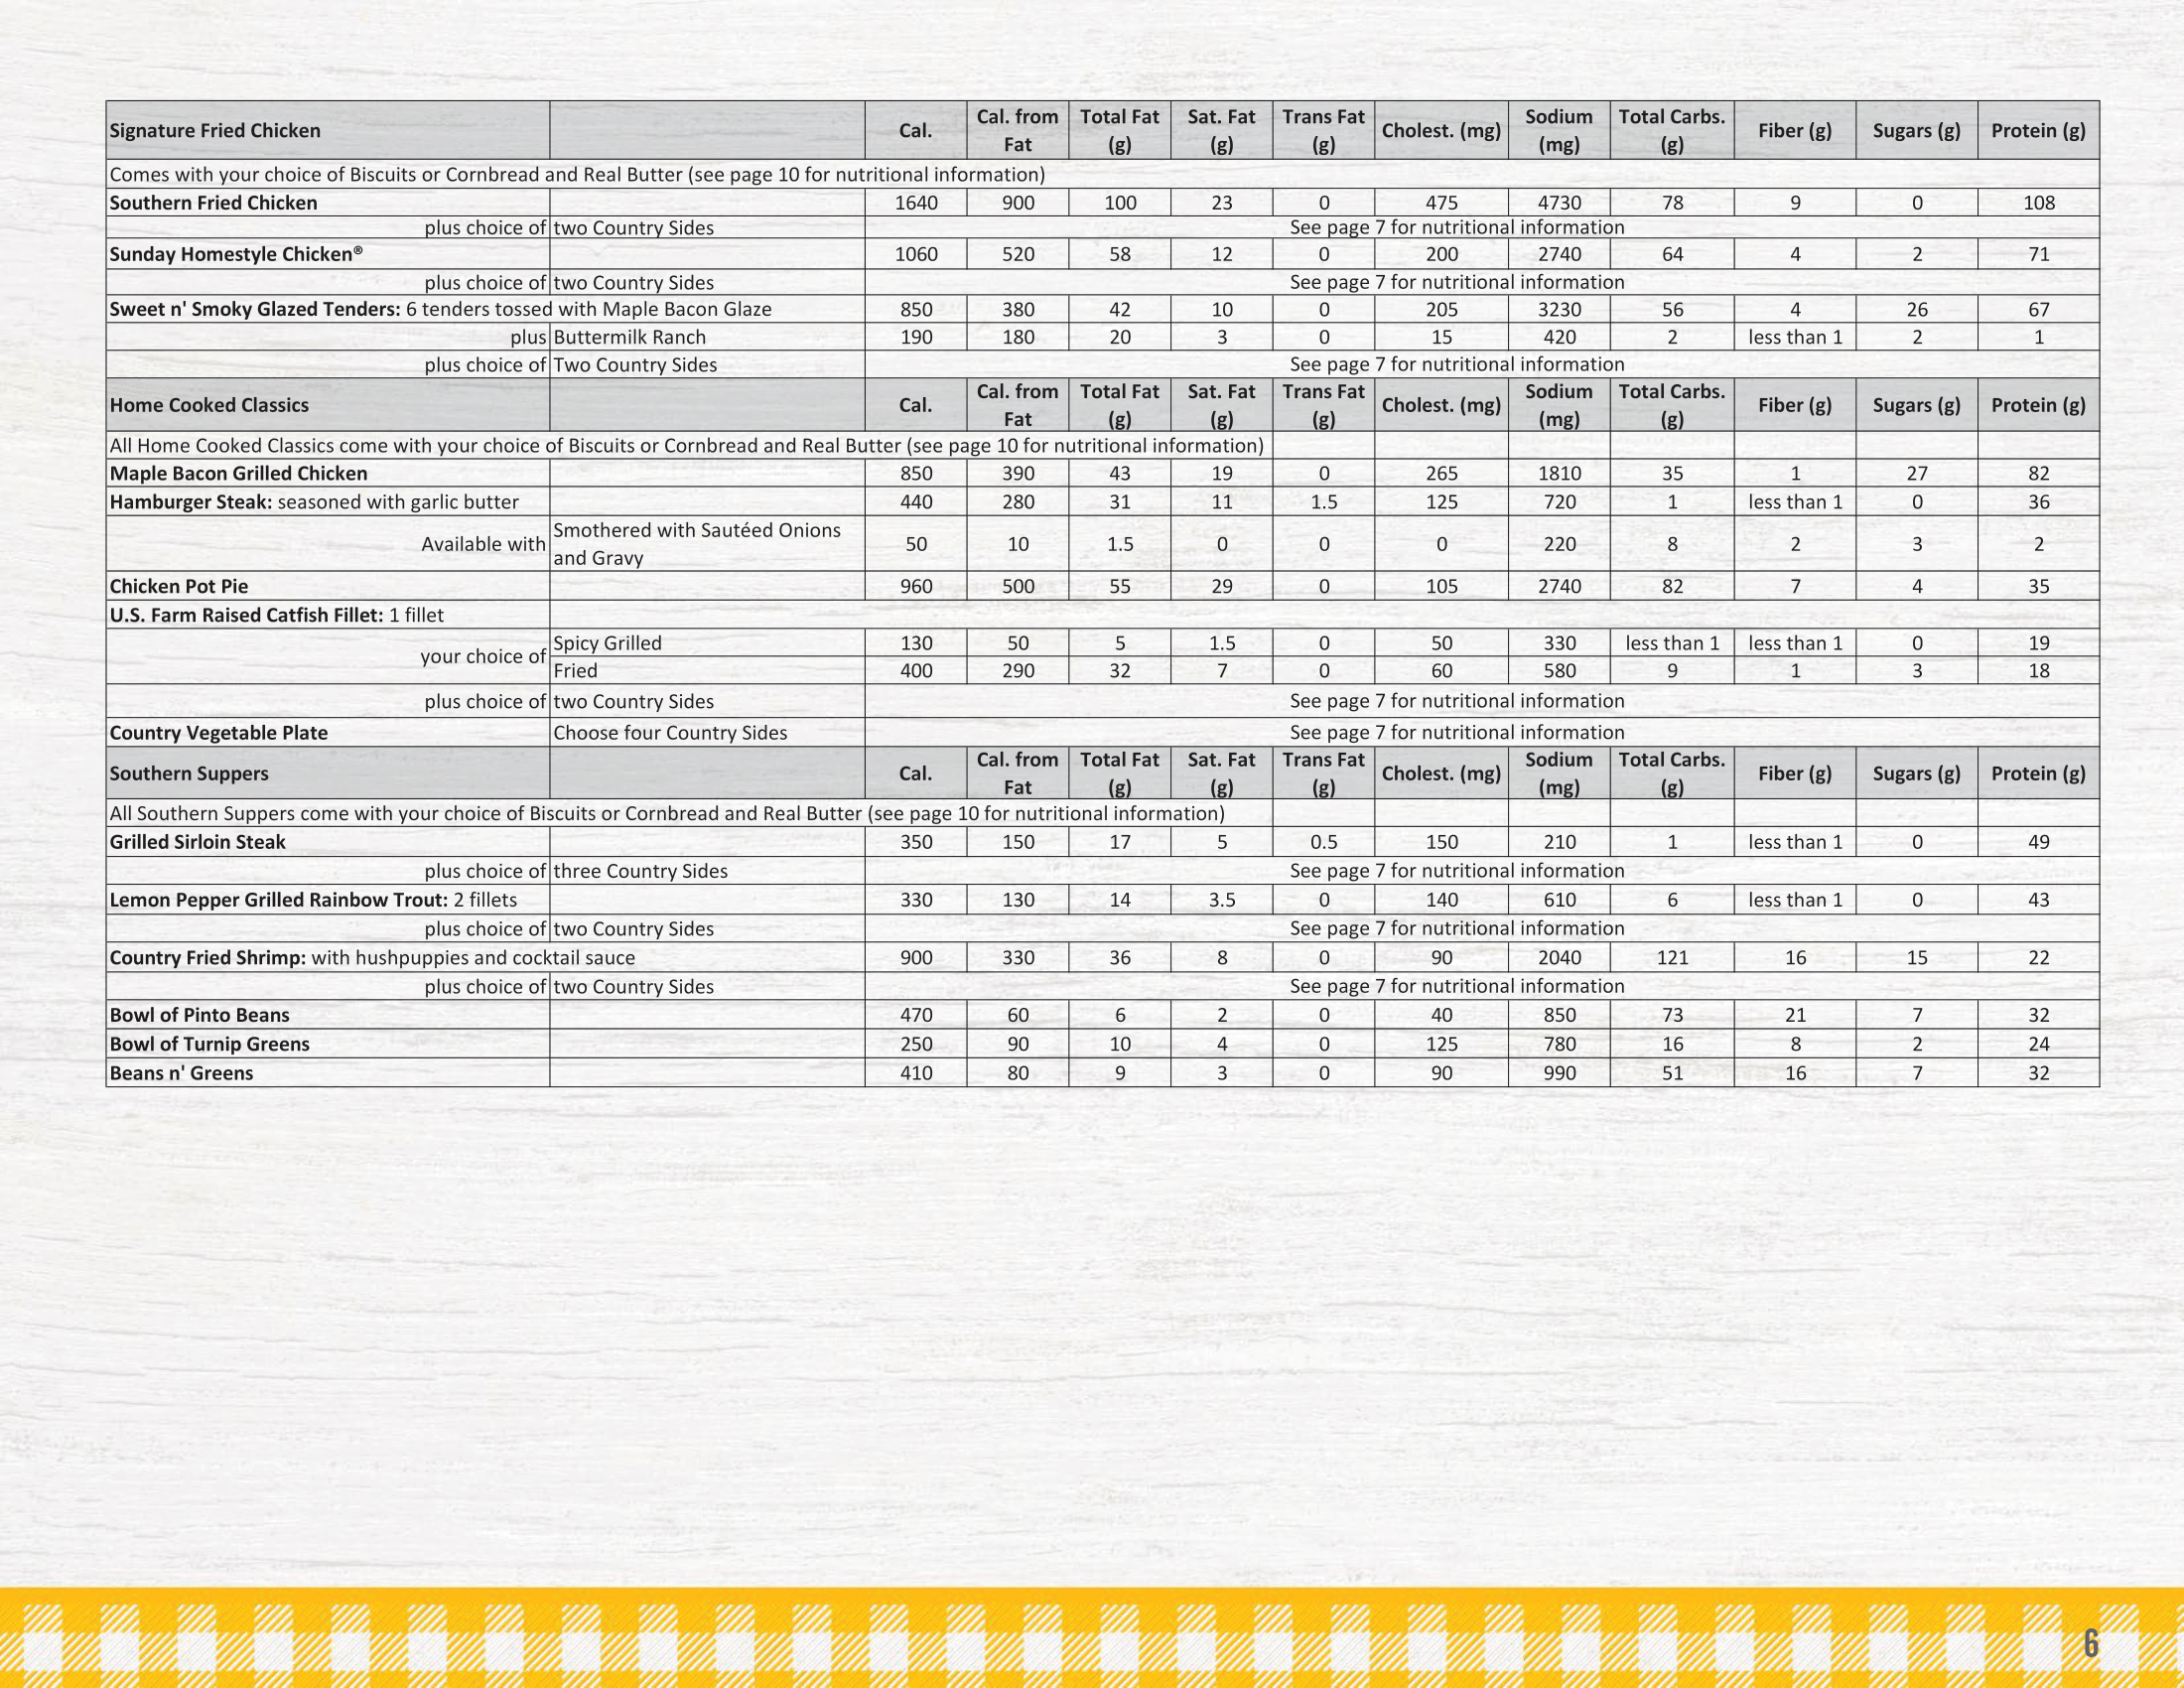 Signature Fried Chicken Cal. Cal. from Fat Total Fat (g) Sat. Fat (g) Trans Fat (g) Cholest. (mg) Sodium (mg) Total Carbs. (g) Fiber (g) Sugars (g) Protein (g)
Comes with your choice of Biscuits or Cornbread and Real Butter (see page 10 for nutritional information)
Southern Fried Chicken 1640 900 100 23 0 475 4730 78 9 0 108
plus choice of two Country Sides See page 7 for nutritional information
Sunday Homestyle Chicken® 1060 520 58 12 0 200 2740 64 4 2 71
plus choice of two Country Sides See page 7 for nutritional information
Sweet n' Smoky Glazed Tenders: 6 tenders tossed with Maple Bacon Glaze 850 380 42 10 0 205 3230 56 4 26 67
plus Buttermilk Ranch 190 180 20 3 0 15 420 2 less than 1 2 1
plus choice of Two Country Sides See page 7 for nutritional information
Home Cooked Classics Cal. Cal. from Fat Total Fat (g) Sat. Fat (g) Trans Fat (g) Cholest. (mg) Sodium (mg) Total Carbs. (g) Fiber (g) Sugars (g) Protein (g)
All Home Cooked Classics come with your choice of Biscuits or Cornbread and Real Butter (see page 10 for nutritional information)
Maple Bacon Grilled Chicken 850 390 43 19 0 265 1810 35 1 27 82
Hamburger Steak: seasoned with garlic butter 440 280 31 11 1.5 125 720 1 less than 1 0 36
Available with Smothered with Sautéed Onions and Gravy 50 10 1.5 0 0 0 220 8 2 3 2
Chicken Pot Pie 960 500 55 29 0 105 2740 82 7 4 35
U.S. Farm Raised Catfish Fillet: 1 fillet
your choice of Spicy Grilled 130 50 5 1.5 0 50 330 less than 1 less than 1 0 19
Fried 400 290 32 7 0 60 580 9 1 3 18
plus choice of two Country Sides See page 7 for nutritional information
Country Vegetable Plate Choose four Country Sides See page 7 for nutritional information
Southern Suppers Cal. Cal. from Fat Total Fat (g) Sat. Fat (g) Trans Fat (g) Cholest. (mg) Sodium (mg) Total Carbs. (g) Fiber (g) Sugars (g) Protein (g)
All Southern Suppers come with your choice of Biscuits or Cornbread and Real Butter (see page 10 for nutritional information)
Grilled Sirloin Steak 350 150 17 5 0.5 150 210 1 less than 1 0 49
plus choice of three Country Sides See page 7 for nutritional information
Lemon Pepper Grilled Rainbow Trout: 2 fillets 330 130 14 3.5 0 140 610 6 less than 1 0 43
plus choice of two Country Sides See page 7 for nutritional information
Country Fried Shrimp: with hushpuppies and cocktail sauce 900 330 36 8 0 90 2040 121 16 15 22
plus choice of two Country Sides See page 7 for nutritional information
Bowl of Pinto Beans 470 60 6 2 0 40 850 73 21 7 32
Bowl of Turnip Greens 250 90 10 4 0 125 780 16 8 2 24
Beans n' Greens 410 80 9 3 0 90 990 51 16 7 32
6